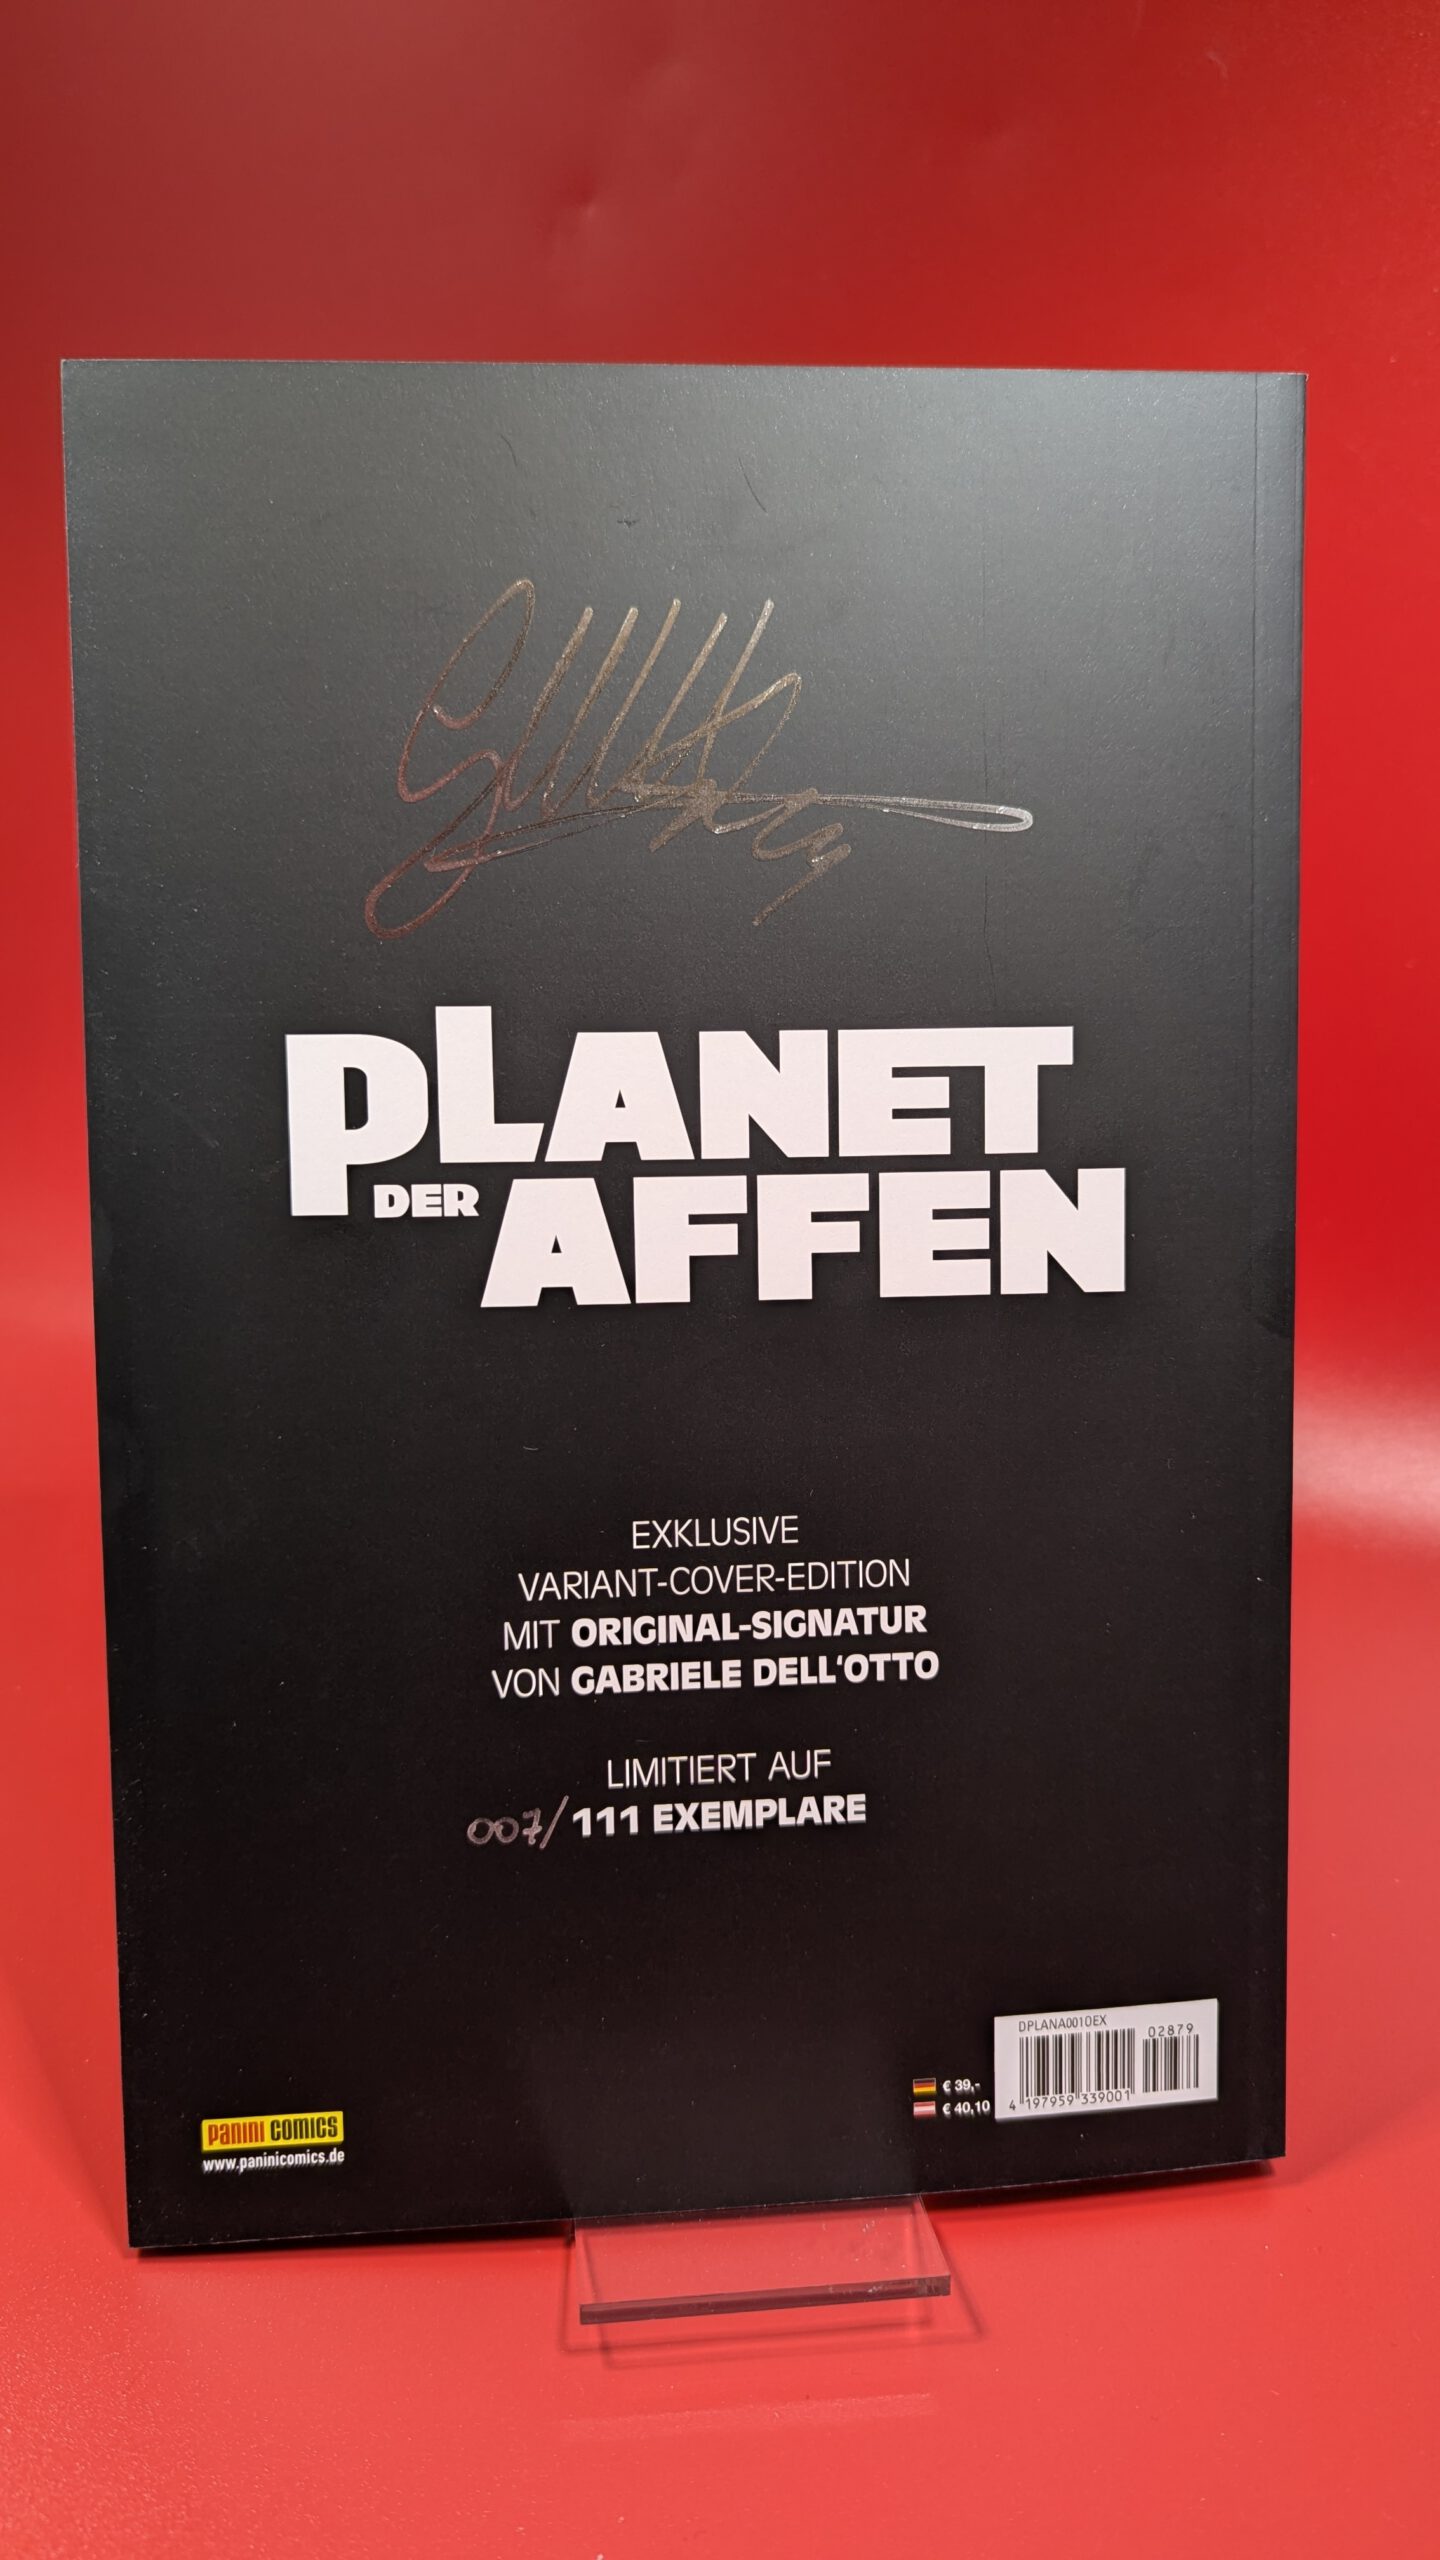 PLANET
DER AFFEN
EXKLUSIVE
VARIANT-COVER-EDITION
MIT ORIGINAL-SIGNATUR
VON GABRIELE DELL'OTTO
LIMITIERT AUF
007/111 EXEMPLARE
DPLANA001OEX
02879
4 197959 339001
€ 39,-
€ 40,10
PANINI COMICS
www.paninicomics.de